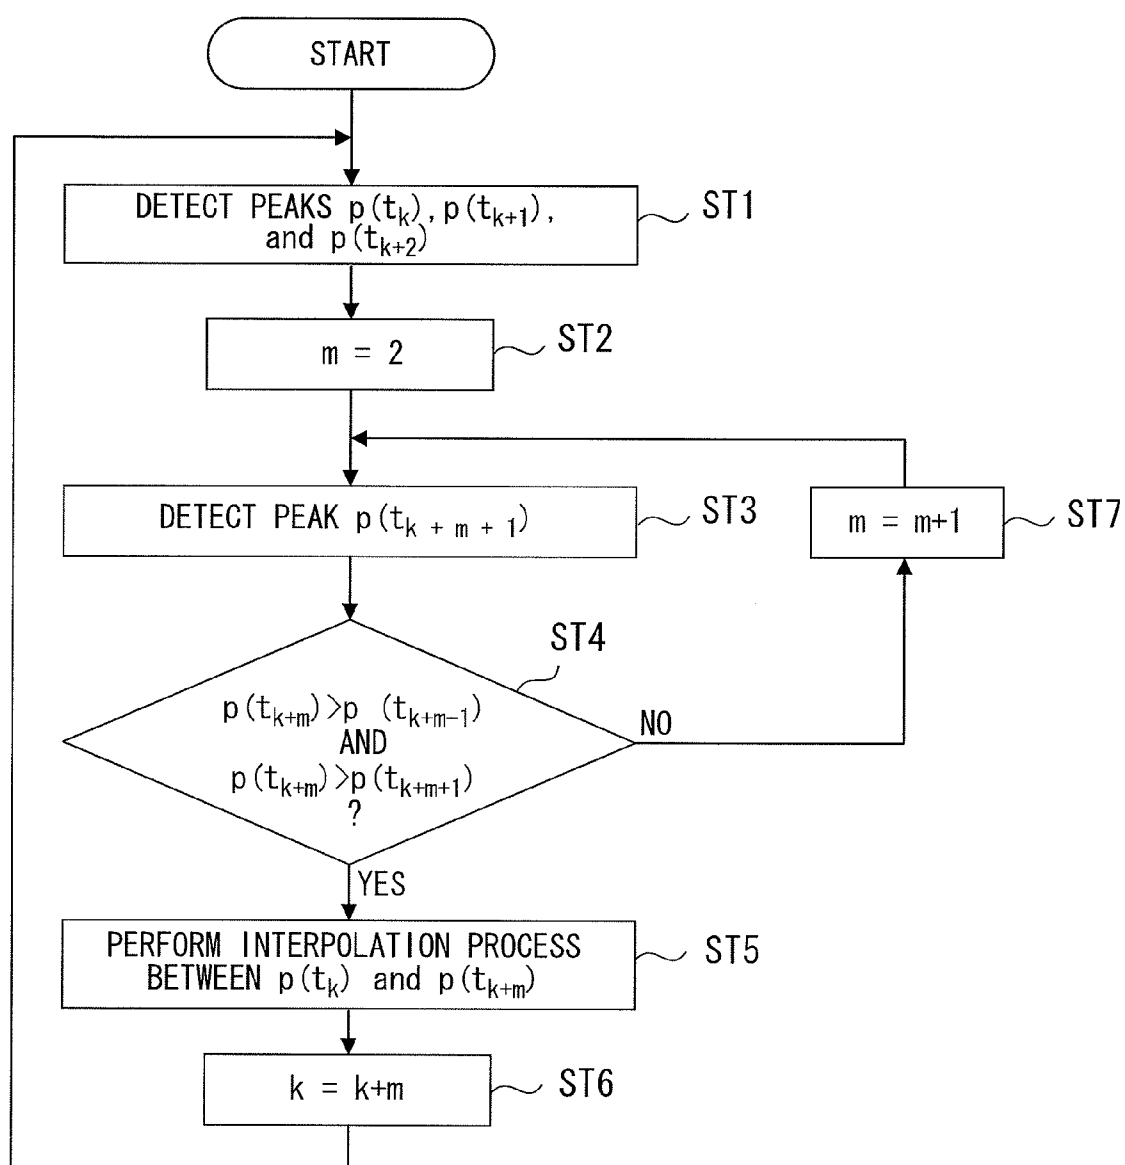 START
DETECT PEAKS p(tₖ), p(tₖ₊₁),
and p(tₖ₊₂)
ST1
m = 2
ST2
DETECT PEAK p(tₖ ₊ ₘ ₊ ₁)
ST3
m = m+1
ST7
ST4
p(tₖ₊ₘ)>p (tₖ₊ₘ₋₁)
AND
p(tₖ₊ₘ)>p(tₖ₊ₘ₊₁)
?
NO
YES
PERFORM INTERPOLATION PROCESS
BETWEEN p(tₖ) and p(tₖ₊ₘ)
ST5
k = k+m
ST6